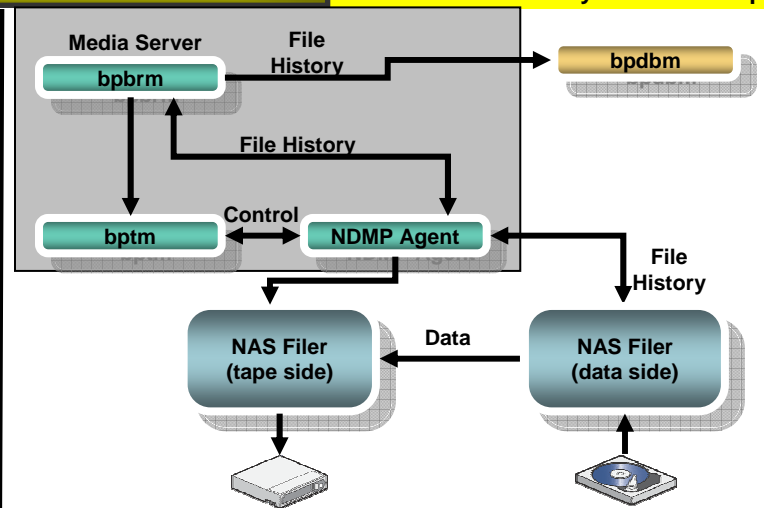 Media Server
File
History
bpbrm
bpdbm
File History
Control
bptm
NDMP Agent
File
History
NAS Filer
(tape side)
Data
NAS Filer
(data side)